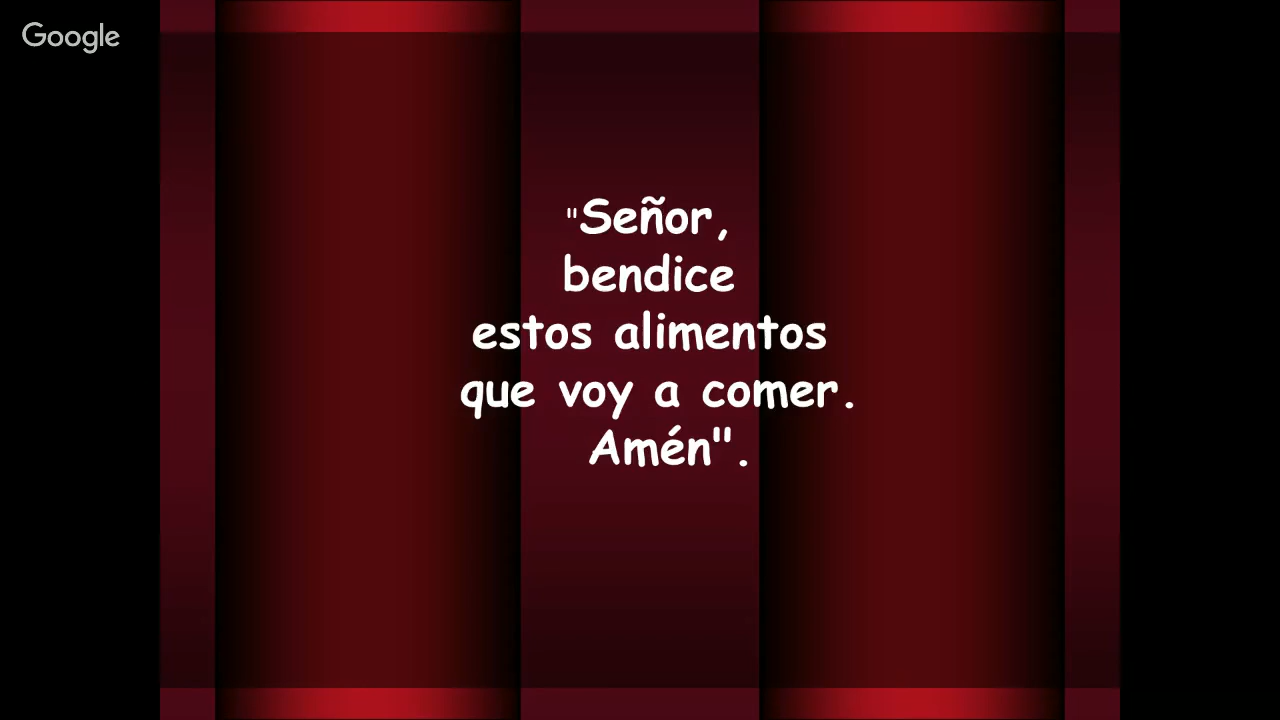 Google
"Señor,
bendice
estos alimentos
que voy a comer.
Amén".